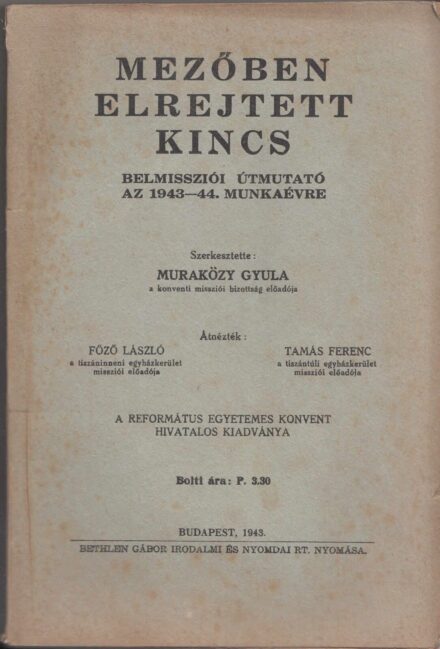 MEZŐBEN
ELREJTETT
KINCS
BELMISSZIÓI ÚTMUTATÓ
AZ 1943—44. MUNKAÉVRE
Szerkesztette:
MURAKÖZY GYULA
a konventi missziói bizottság előadója
Átnézték:
FŐZŐ LÁSZLÓ
a tiszáninneni egyházkerület
missziói előadója
TAMÁS FERENC
a tiszántúli egyházkerület
missziói előadója
A REFORMÁTUS EGYETEMES KONVENT
HIVATALOS KIADVÁNYA
Bolti ára: P. 3.30
BUDAPEST, 1943.
BETHLEN GÁBOR IRODALMI ÉS NYOMDAI RT. NYOMÁSA.